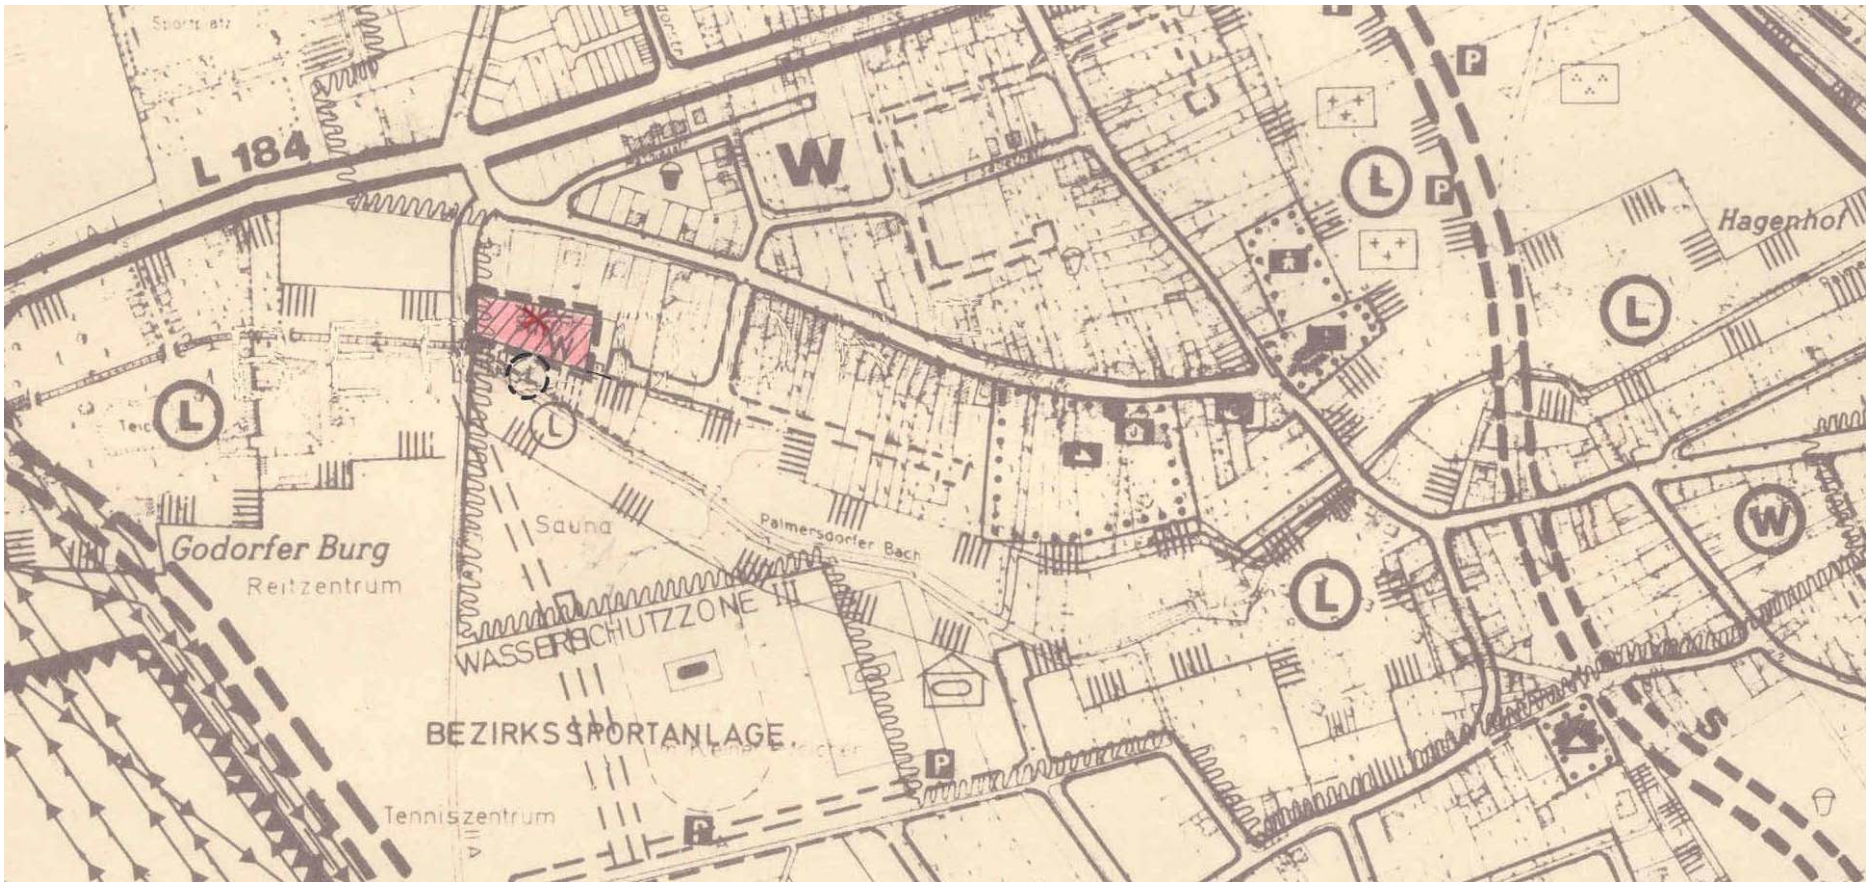 Sportplatz
P
L 184
W
L
P
Hagenhof
L
W
L
L
Teich
J
W
Sauna
Palmersdorfer Bach
Godorfer Burg
Reitzentrum
L
WASSERSCHUTZZONE III
BEZIRKSSPORTANLAGE
S
P
Tenniszentrum
P